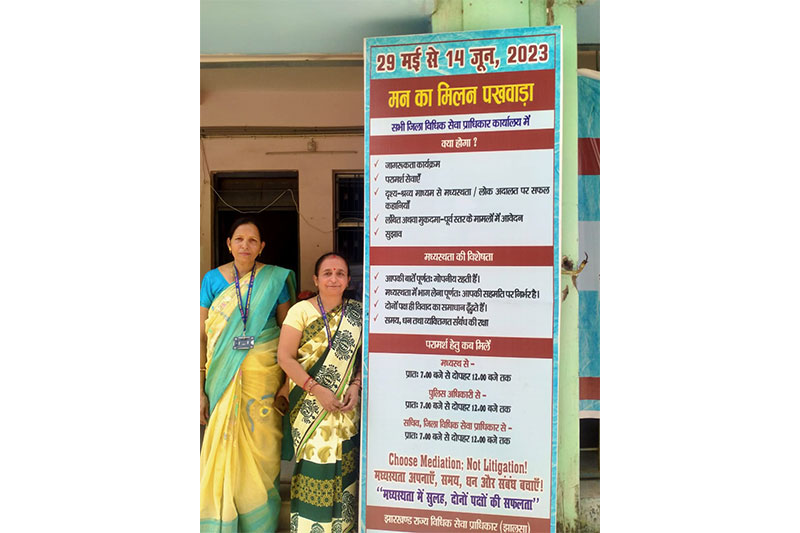 29 मई से 14 जून, 2023
मन का मिलन पखवाड़ा
सभी जिला विधिक सेवा प्राधिकार कार्यालय में
क्या होगा ?
✓ जागरूकता कार्यक्रम
✓ परामर्श सेवाएँ
✓ दृश्य-श्रव्य माध्यम से मध्यस्थता / लोक अदालत पर सफल
कहानियाँ
✓ लंबित अथवा मुकदमा-पूर्व स्तर के मामलों में आवेदन
✓ सुझाव
मध्यस्थता की विशेषता
✓ आपकी बातें पूर्णतः गोपनीय रहती हैं।
✓ मध्यस्थता में भाग लेना पूर्णतः आपकी सहमति पर निर्भर है।
✓ दोनों पक्ष ही विवाद का समाधान ढूँढ़ते हैं।
✓ समय, धन तथा व्यक्तिगत संबंध की रक्षा
परामर्श हेतु कब मिलें
मध्यस्थ से -
प्रातः 7.00 बजे से दोपहर 12.00 बजे तक
पुलिस अधिकारी से -
प्रातः 7.00 बजे से दोपहर 12.00 बजे तक
सचिव, जिला विधिक सेवा प्राधिकार से -
प्रातः 7.00 बजे से दोपहर 12.00 बजे तक
Choose Mediation; Not Litigation!
मध्यस्थता अपनाएँ, समय, धन और संबंध बचाएँ!
"मध्यस्थता में सुलह, दोनों पक्षों की सफलता"
झारखण्ड राज्य विधिक सेवा प्राधिकार (झालसा)